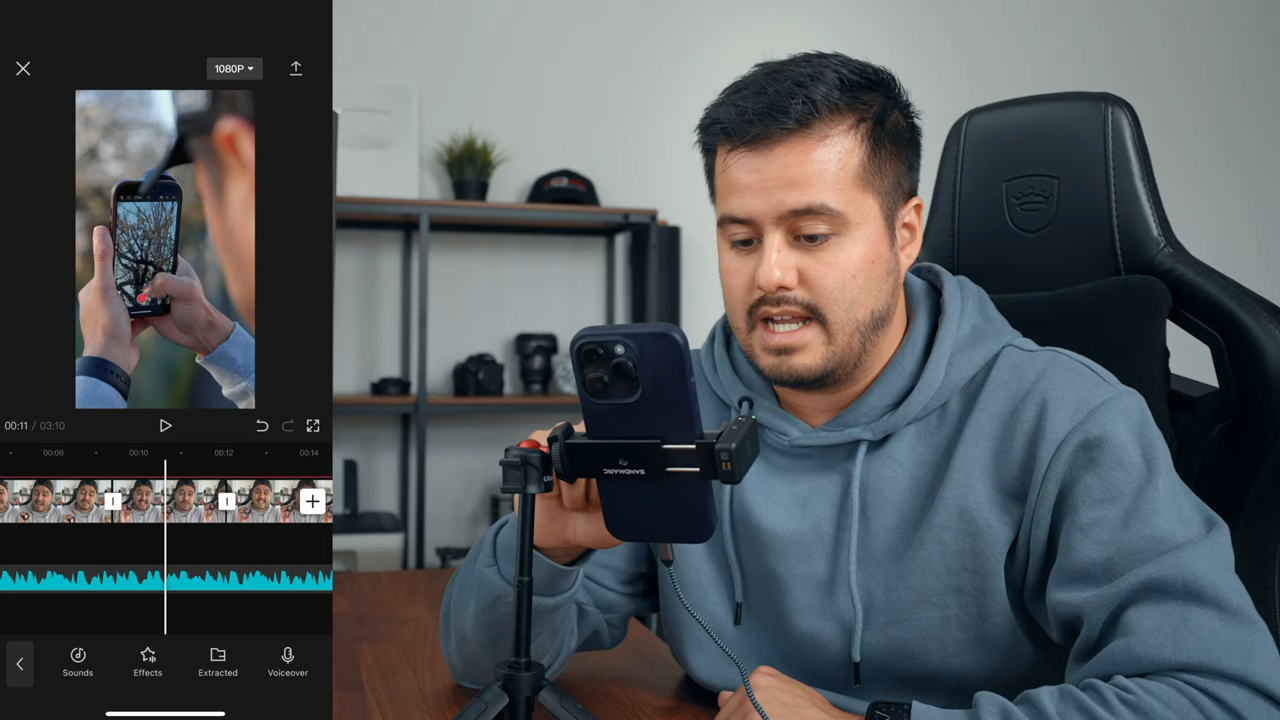 1080P
00:11 / 03:10
00:08
00:10
00:12
00:14
Sounds
Effects
Extracted
Voiceover
SANDMARC